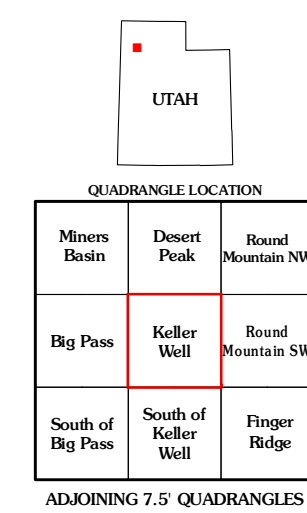 UTAH
QUADRANGLE LOCATION
Miners
Basin
Desert
Peak
Round
Mountain NW
Big Pass
Keller
Well
Round
Mountain SW
South of
Big Pass
South of
Keller
Well
Finger
Ridge
ADJOINING 7.5' QUADRANGLES